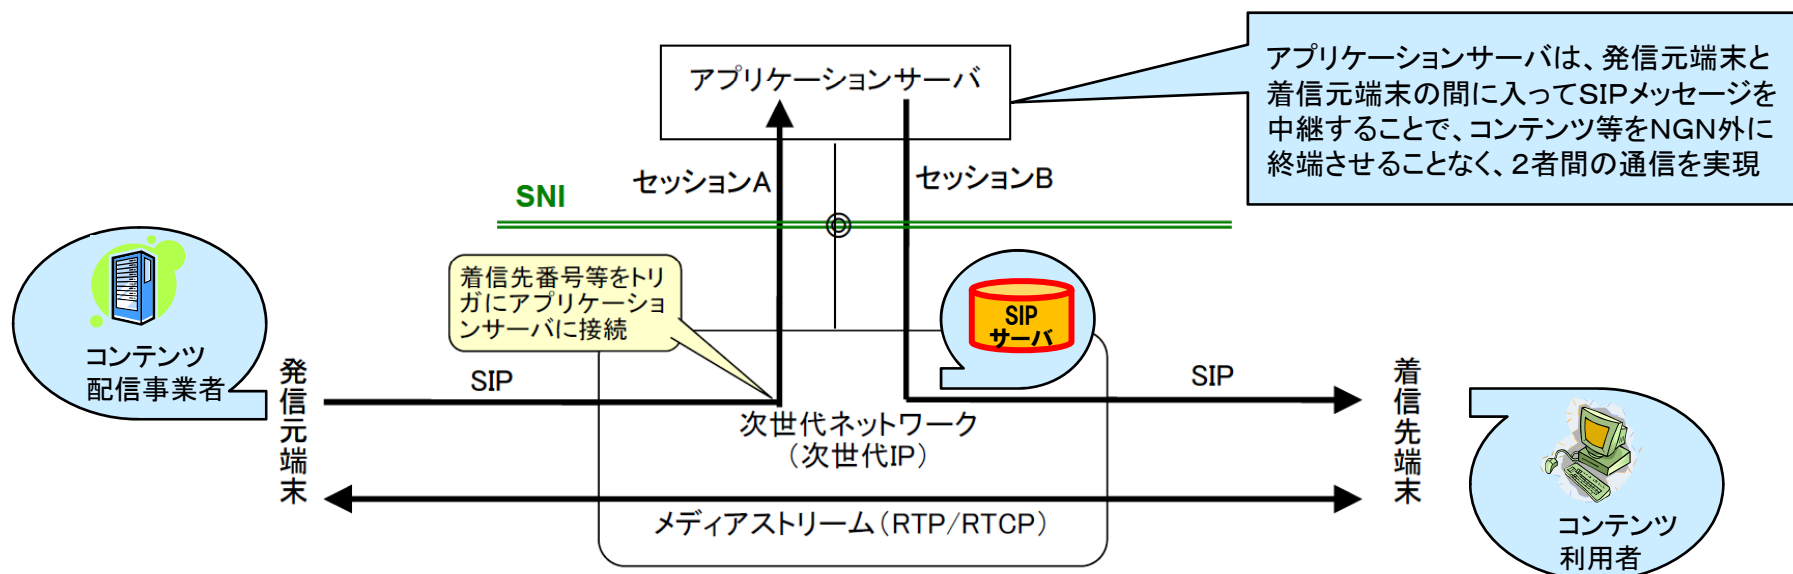 アプリケーションサーバ
アプリケーションサーバは、発信元端末と
着信元端末の間に入ってSIPメッセージを
中継することで、コンテンツ等をNGN外に
終端させることなく、2者間の通信を実現
セッションA
セッションB
SNI
着信先番号等をトリ
ガにアプリケーショ
ンサーバに接続
SIP
サーバ
コンテンツ
配信事業者
発信元端末
SIP
SIP
着信先端末
次世代ネットワーク
(次世代IP)
メディアストリーム(RTP/RTCP)
コンテンツ
利用者